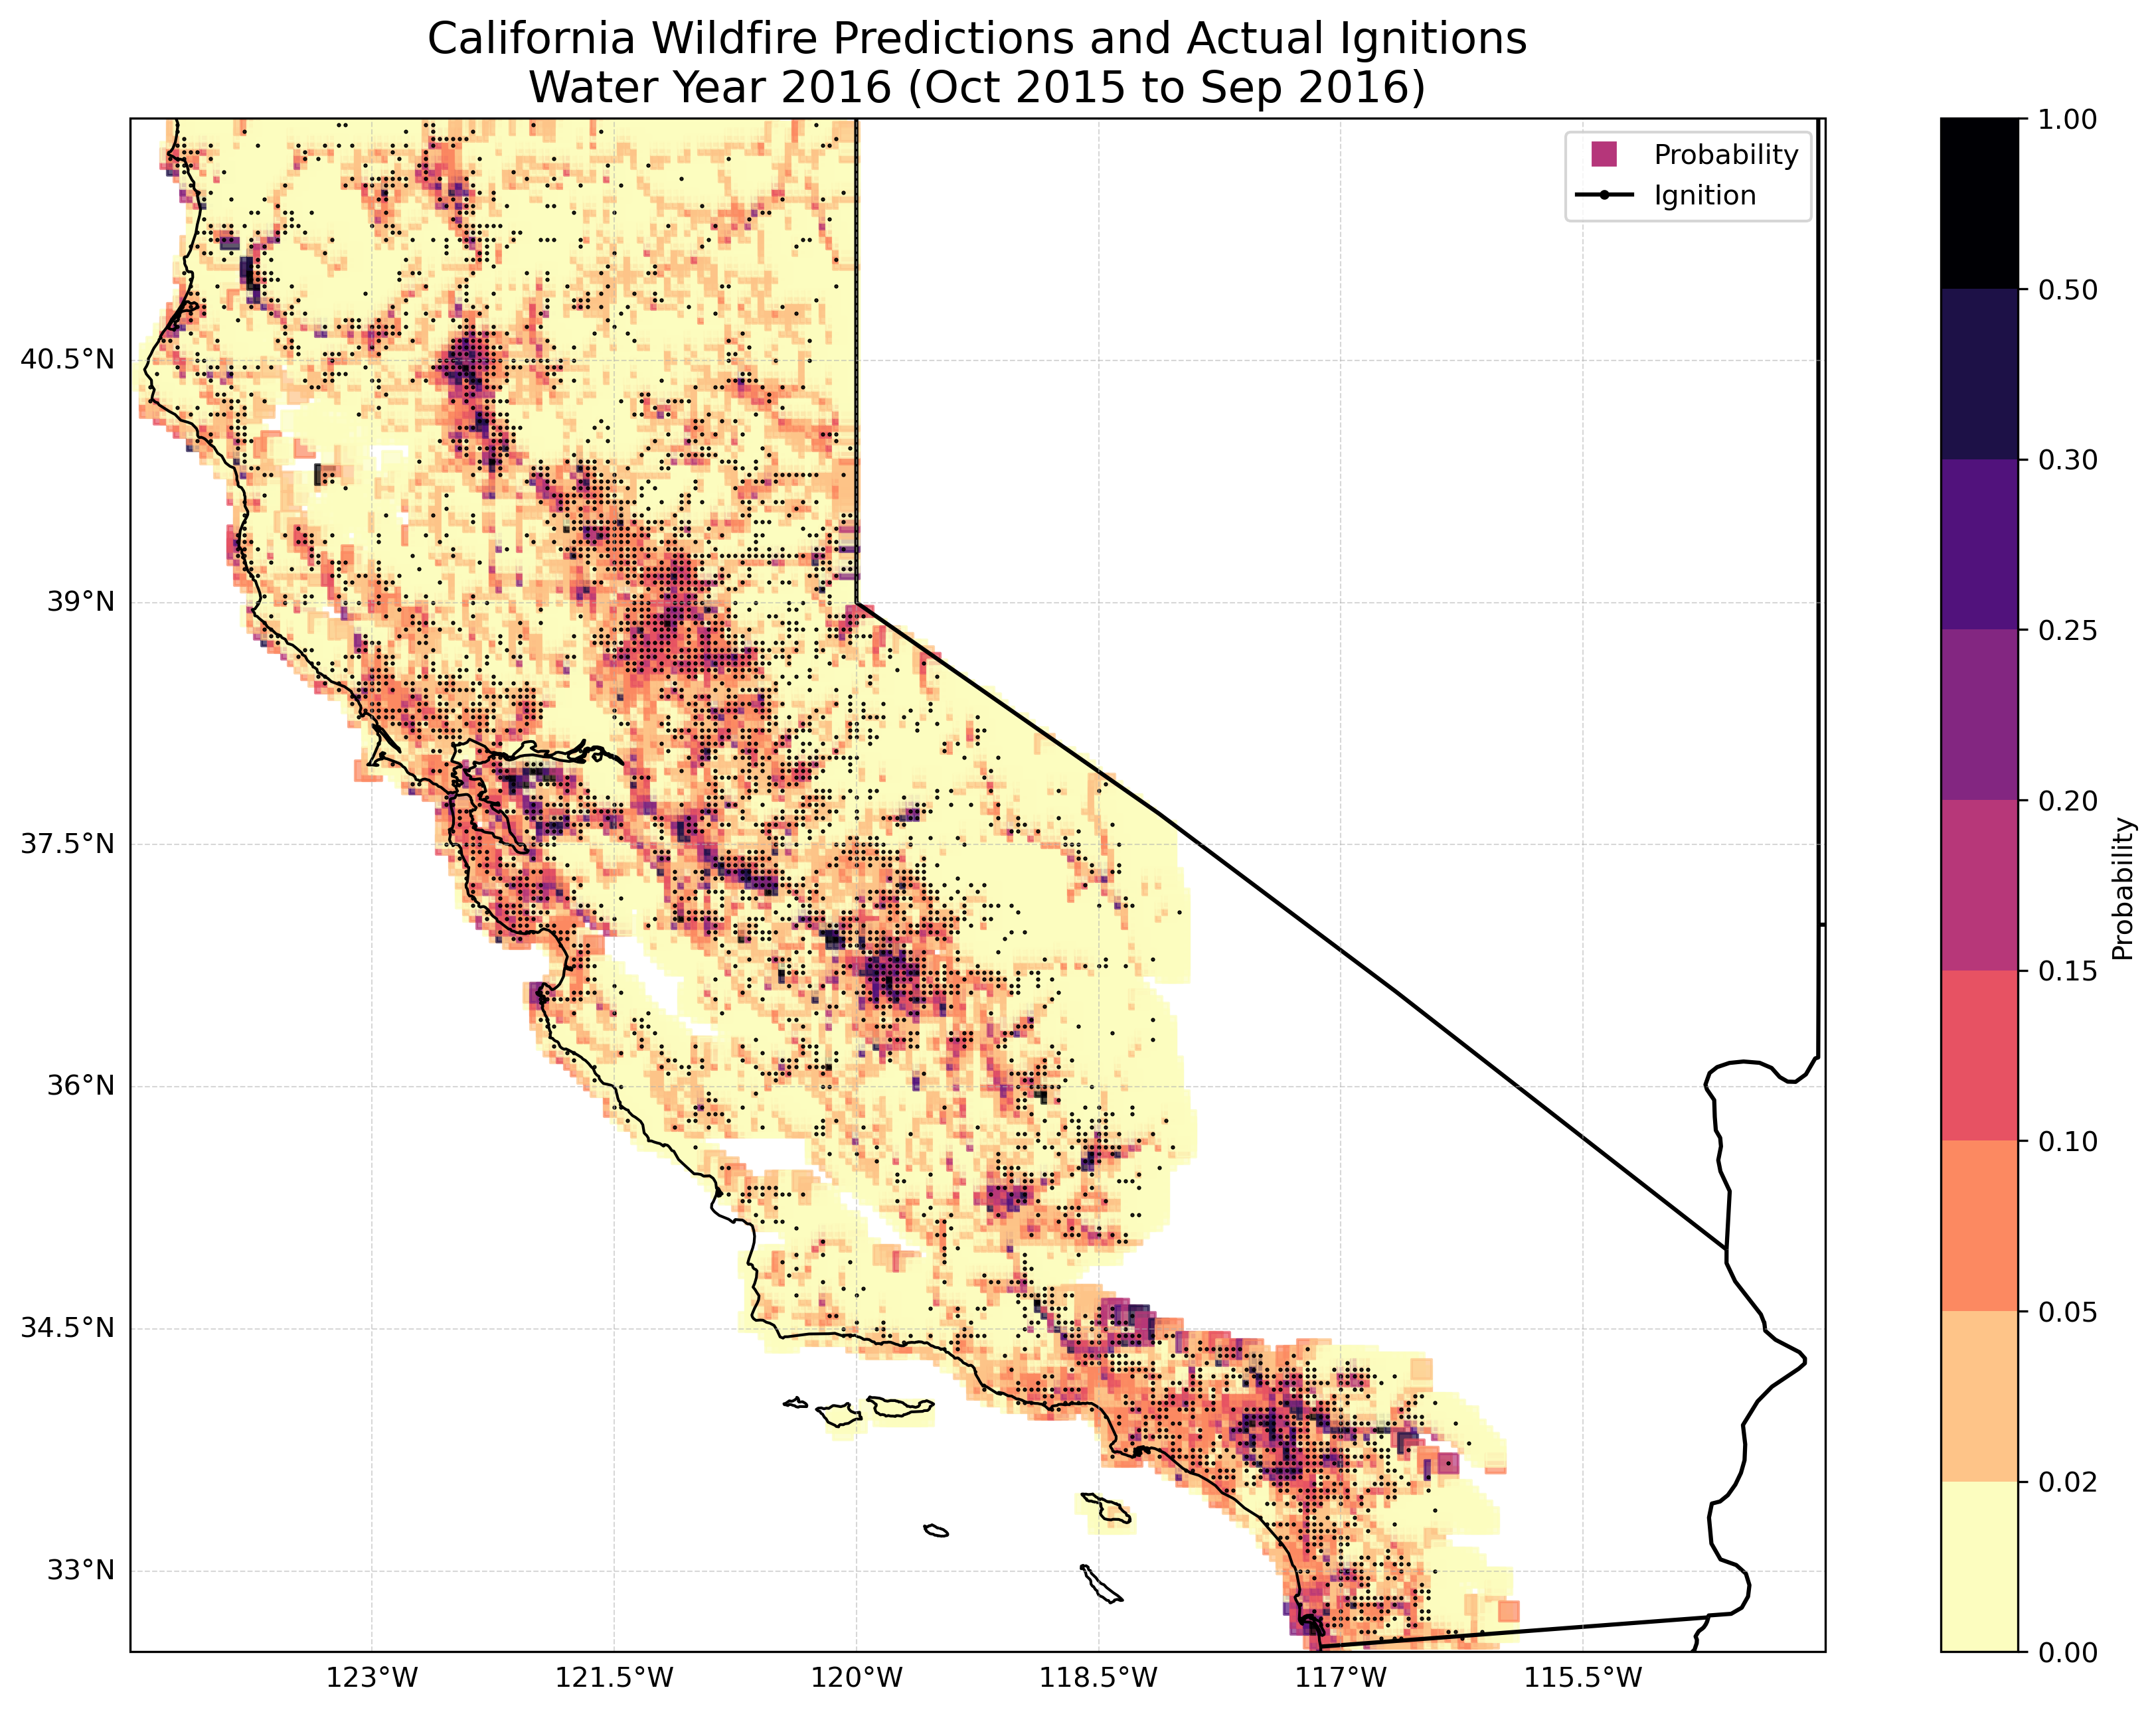 California Wildfire Predictions and Actual Ignitions
Water Year 2016 (Oct 2015 to Sep 2016)
Probability
Ignition
40.5°N
39°N
37.5°N
36°N
34.5°N
33°N
123°W
121.5°W
120°W
118.5°W
117°W
115.5°W
1.00
0.50
0.30
0.25
0.20
0.15
0.10
0.05
0.02
0.00
Probability